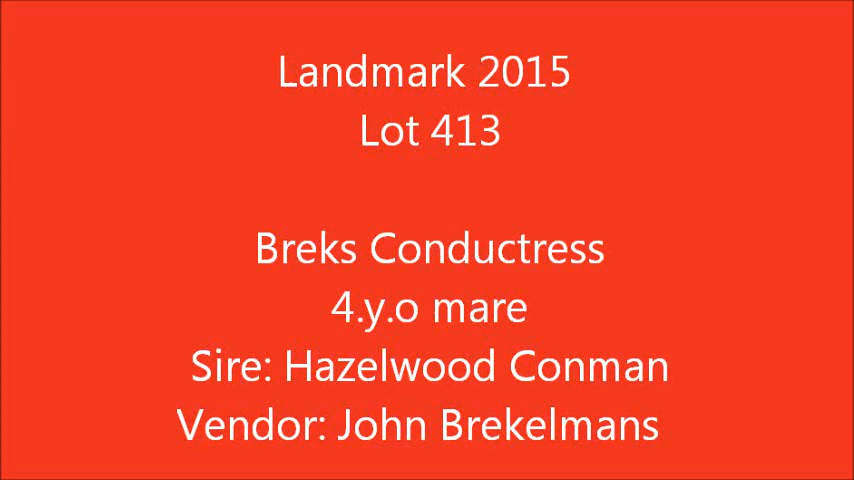 Landmark 2015
Lot 413
Breks Conductress
4.y.o mare
Sire: Hazelwood Conman
Vendor: John Brekelmans